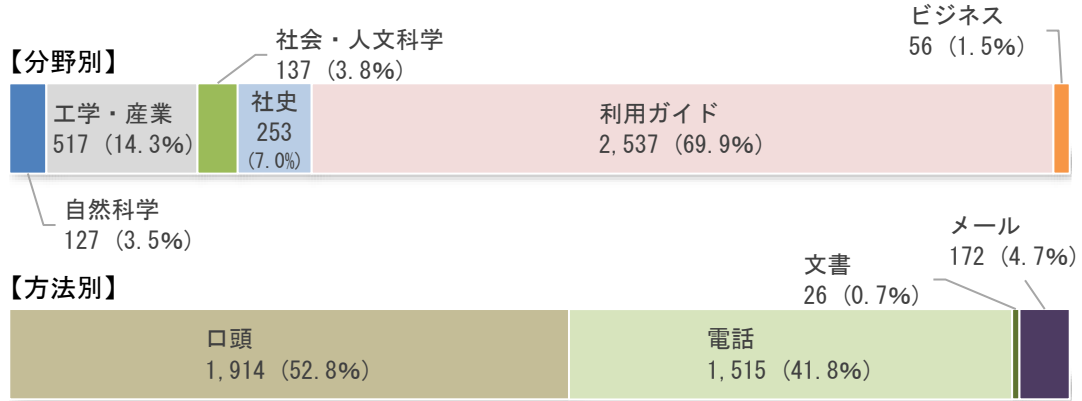 ビジネス
56 (1.5%)
社会・人文科学
137 (3.8%)
【分野別】
工学・産業
517 (14.3%)
社史
253
(7.0%)
利用ガイド
2,537 (69.9%)
自然科学
127 (3.5%)
メール
172 (4.7%)
文書
26 (0.7%)
【方法別】
口頭
1,914 (52.8%)
電話
1,515 (41.8%)